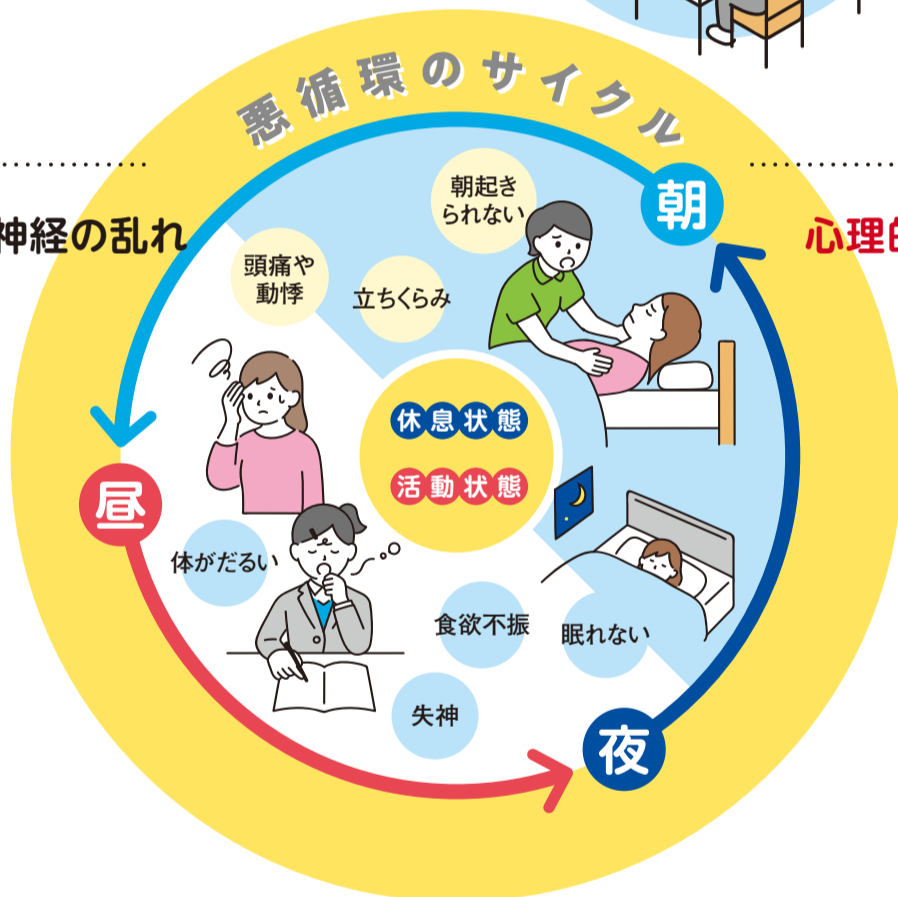 悪循環のサイクル
神経の乱れ
心理的
朝
朝起き
られない
頭痛や
動悸
立ちくらみ
休息状態
活動状態
昼
体がだるい
食欲不振
眠れない
失神
夜